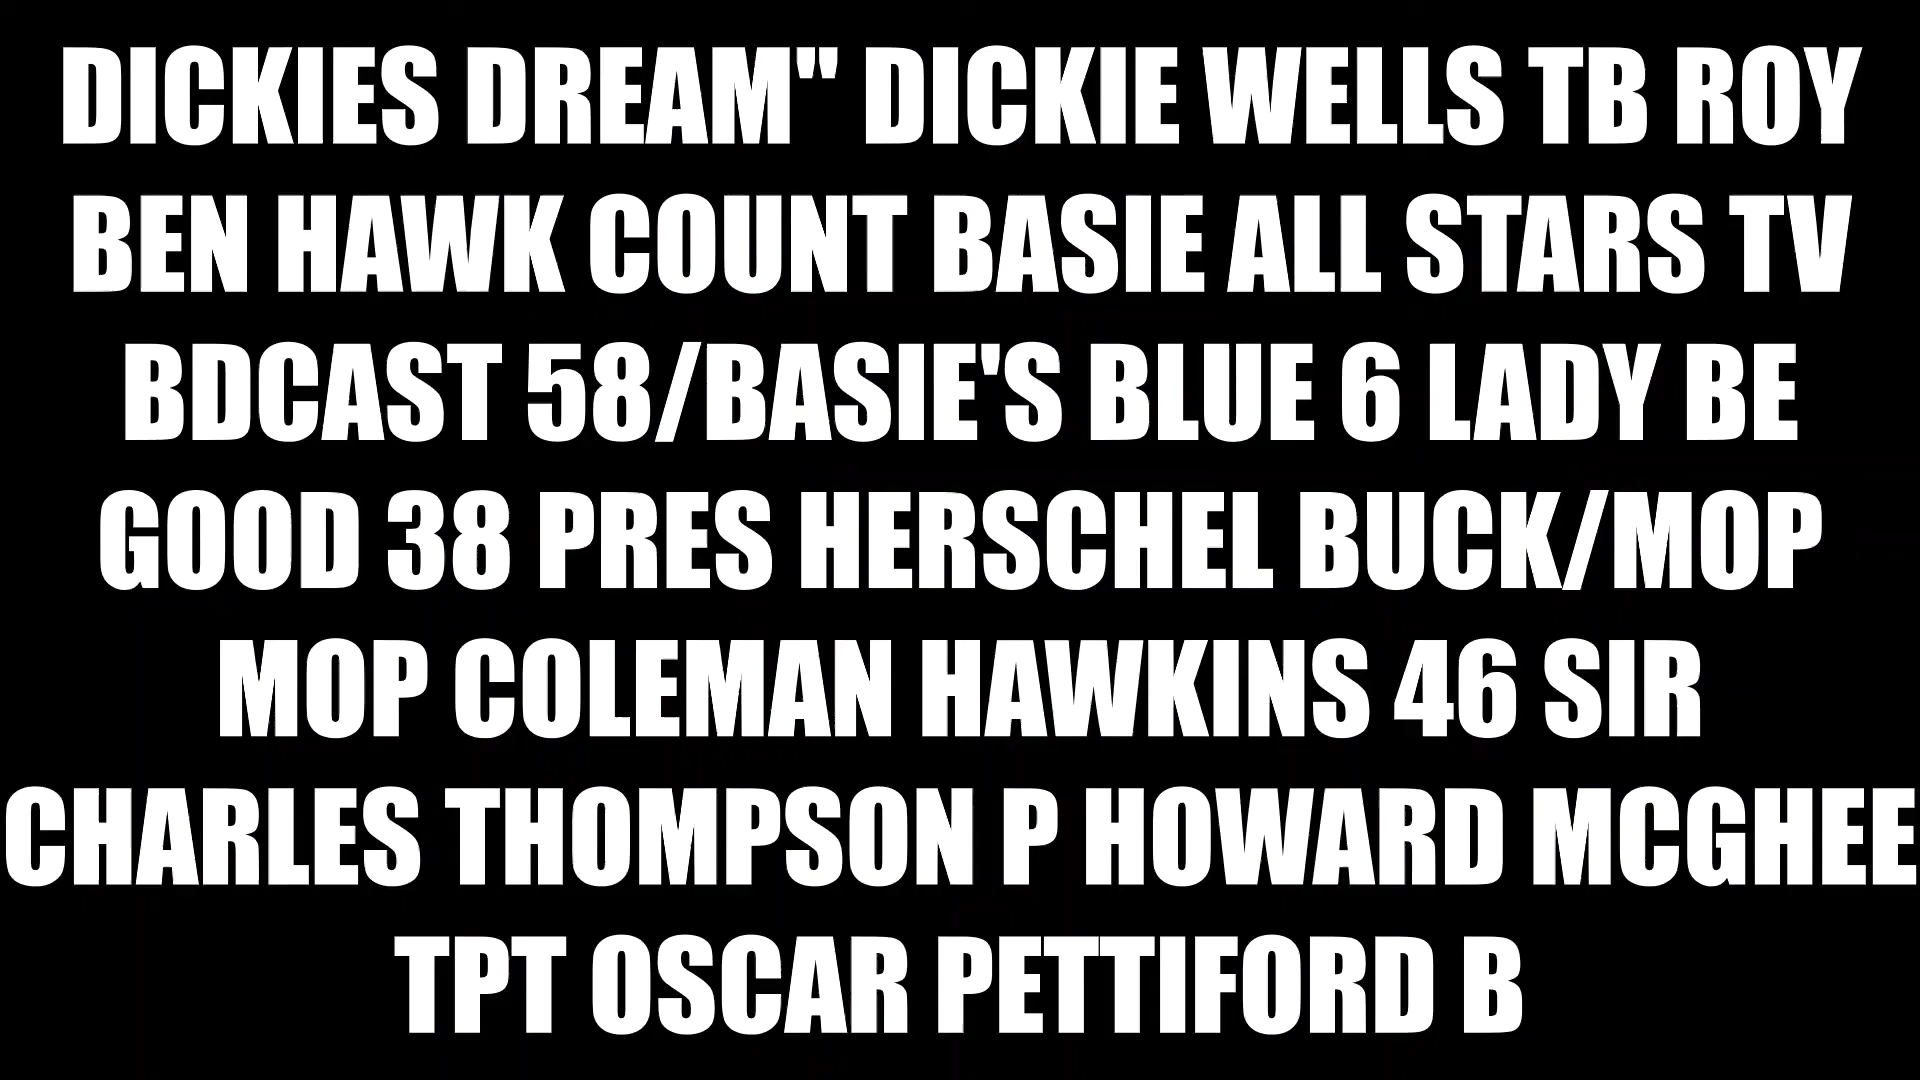 DICKIES DREAM" DICKIE WELLS TB ROY
BEN HAWK COUNT BASIE ALL STARS TV
BDCAST 58/BASIE'S BLUE 6 LADY BE
GOOD 38 PRES HERSCHEL BUCK/MOP
MOP COLEMAN HAWKINS 46 SIR
CHARLES THOMPSON P HOWARD MCGHEE
TPT OSCAR PETTIFORD B